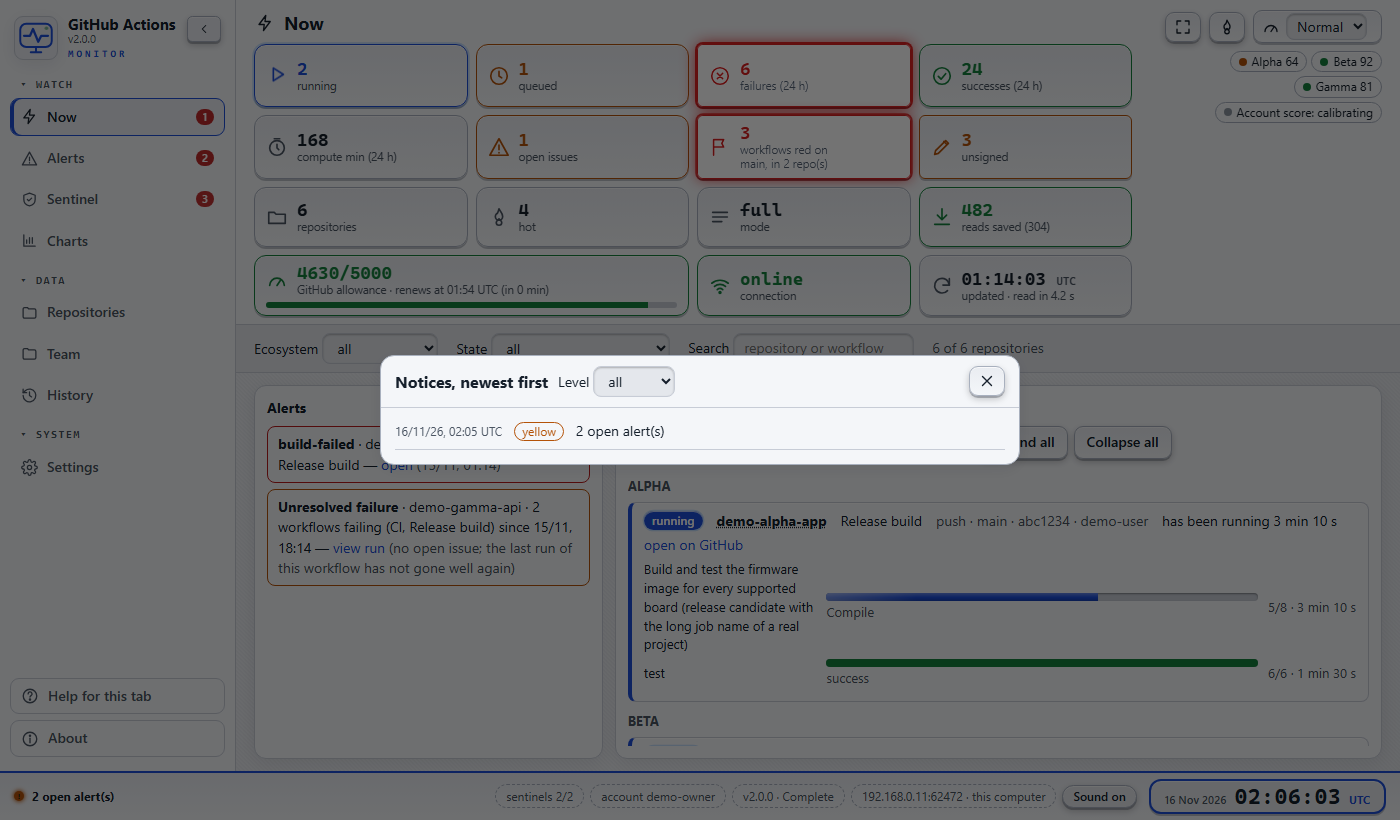 GitHub Actions
v2.0.0
MONITOR
WATCH
Now
1
Alerts
2
Sentinel
3
Charts
DATA
Repositories
Team
History
SYSTEM
Settings
Help for this tab
About
Now
Normal
Alpha 64
Beta 92
Gamma 81
Account score: calibrating
2
running
1
queued
6
failures (24 h)
24
successes (24 h)
168
compute min (24 h)
1
open issues
3
workflows red on
main, in 2 repo(s)
3
unsigned
6
repositories
4
hot
full
mode
482
reads saved (304)
4630/5000
GitHub allowance · renews at 01:54 UTC (in 0 min)
online
connection
01:14:03 UTC
updated · read in 4.2 s
Ecosystem all State all Search repository or workflow 6 of 6 repositories
Notices, newest first Level all
16/11/26, 02:05 UTC yellow 2 open alert(s)
Alerts
build-failed · de
Release build — open (15/11, 01:14)
Unresolved failure · demo-gamma-api · 2
workflows failing (CI, Release build) since 15/11,
18:14 — view run (no open issue; the last run of
this workflow has not gone well again)
nd all
Collapse all
ALPHA
running demo-alpha-app Release build push · main · abc1234 · demo-user has been running 3 min 10 s
open on GitHub
Build and test the firmware
image for every supported
board (release candidate with
the long job name of a real
project)
Compile
5/8 · 3 min 10 s
test
success
6/6 · 1 min 30 s
BETA
2 open alert(s)
sentinels 2/2
account demo-owner
v2.0.0 · Complete
192.168.0.11:62472 · this computer
Sound on
16 Nov 2026 02:06:03 UTC